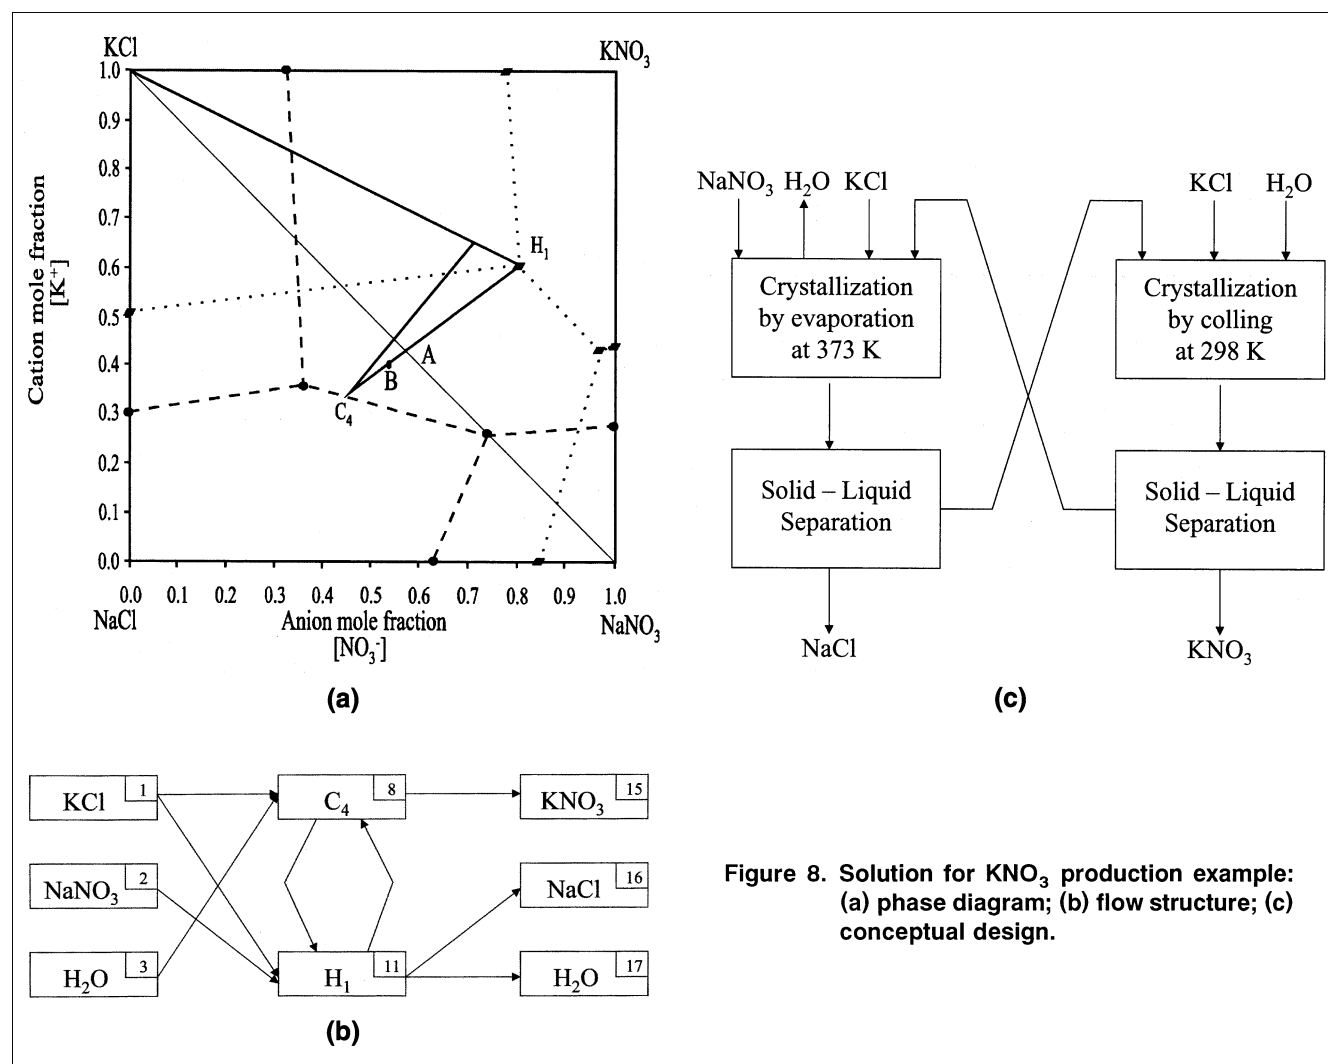 KCl
KNO3
1.0
0.9
0.8
0.7
0.6
0.5
0.4
0.3
0.2
0.1
0.0
Cation mole fraction
[K+]
H1
A
B
C4
0.0 0.1 0.2 0.3 0.4 0.5 0.6 0.7 0.8 0.9 1.0
NaCl
Anion mole fraction
[NO3-]
NaNO3
(a)
NaNO3 H2O KCl
KCl H2O
Crystallization
by evaporation
at 373 K
Crystallization
by colling
at 298 K
Solid – Liquid
Separation
Solid – Liquid
Separation
NaCl
KNO3
(c)
KCl 1
C4 8
KNO3 15
NaNO3 2
NaCl 16
H2O 3
H1 11
H2O 17
(b)
Figure 8. Solution for KNO3 production example:
(a) phase diagram; (b) flow structure; (c)
conceptual design.